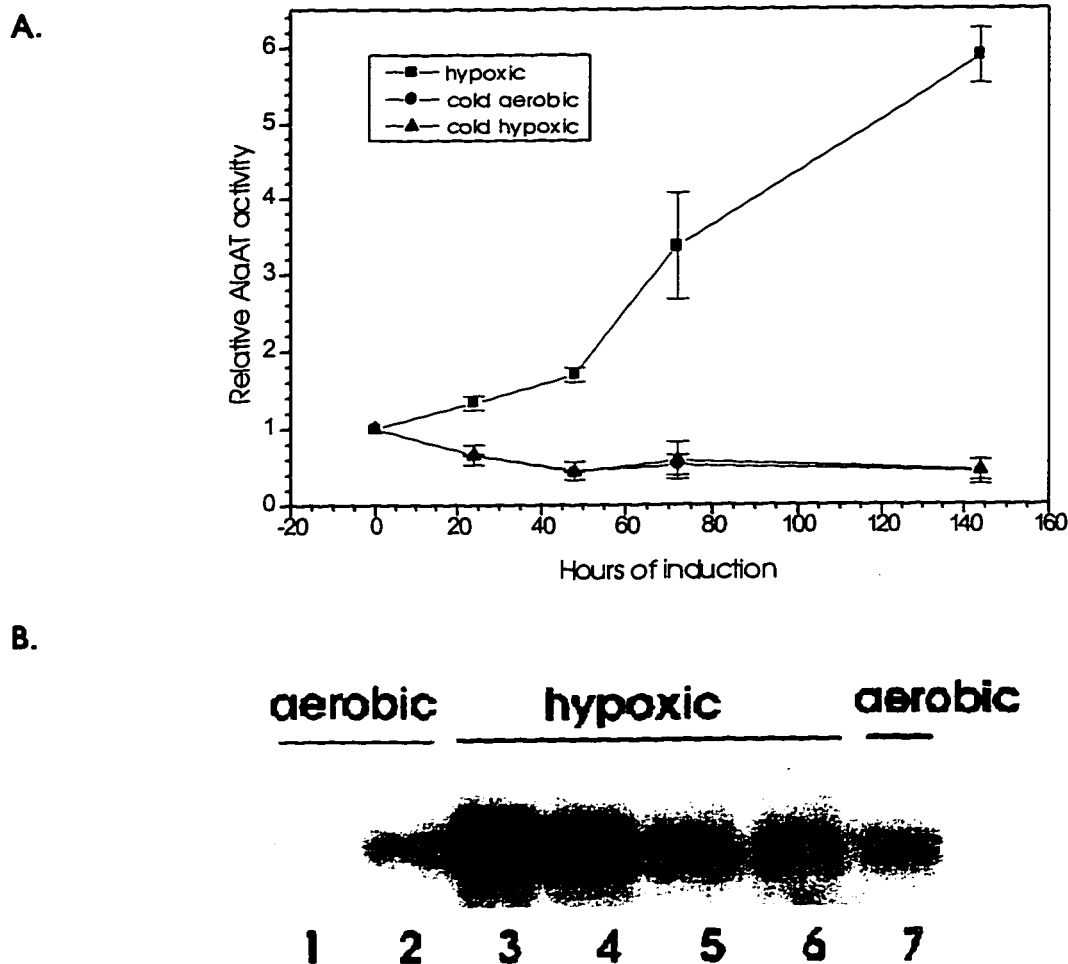 A.
6
5
4
3
2
1
0
Relative AlaAT activity
hypoxic
cold aerobic
cold hypoxic
-20 0 20 40 60 80 100 120 140 160
Hours of induction
B.
aerobic hypoxic aerobic
1 2 3 4 5 6 7